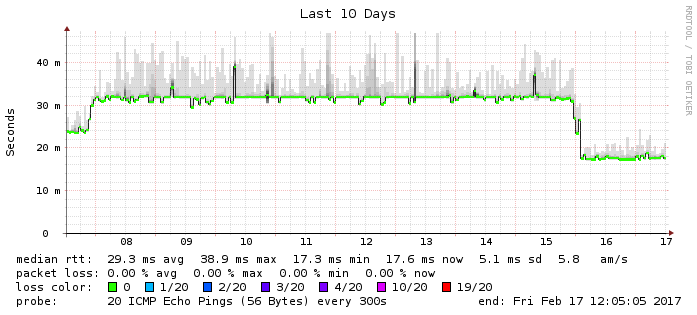 Last 10 Days
RRDTOOL / TOBI OETIKER
Seconds
40 m
30 m
20 m
10 m
0
08 09 10 11 12 13 14 15 16 17
median rtt: 29.3 ms avg 38.9 ms max 17.3 ms min 17.6 ms now 5.1 ms sd 5.8 am/s
packet loss: 0.00 % avg 0.00 % max 0.00 % min 0.00 % now
loss color: 0 1/20 2/20 3/20 4/20 10/20 19/20
probe: 20 ICMP Echo Pings (56 Bytes) every 300s end: Fri Feb 17 12:05:05 2017